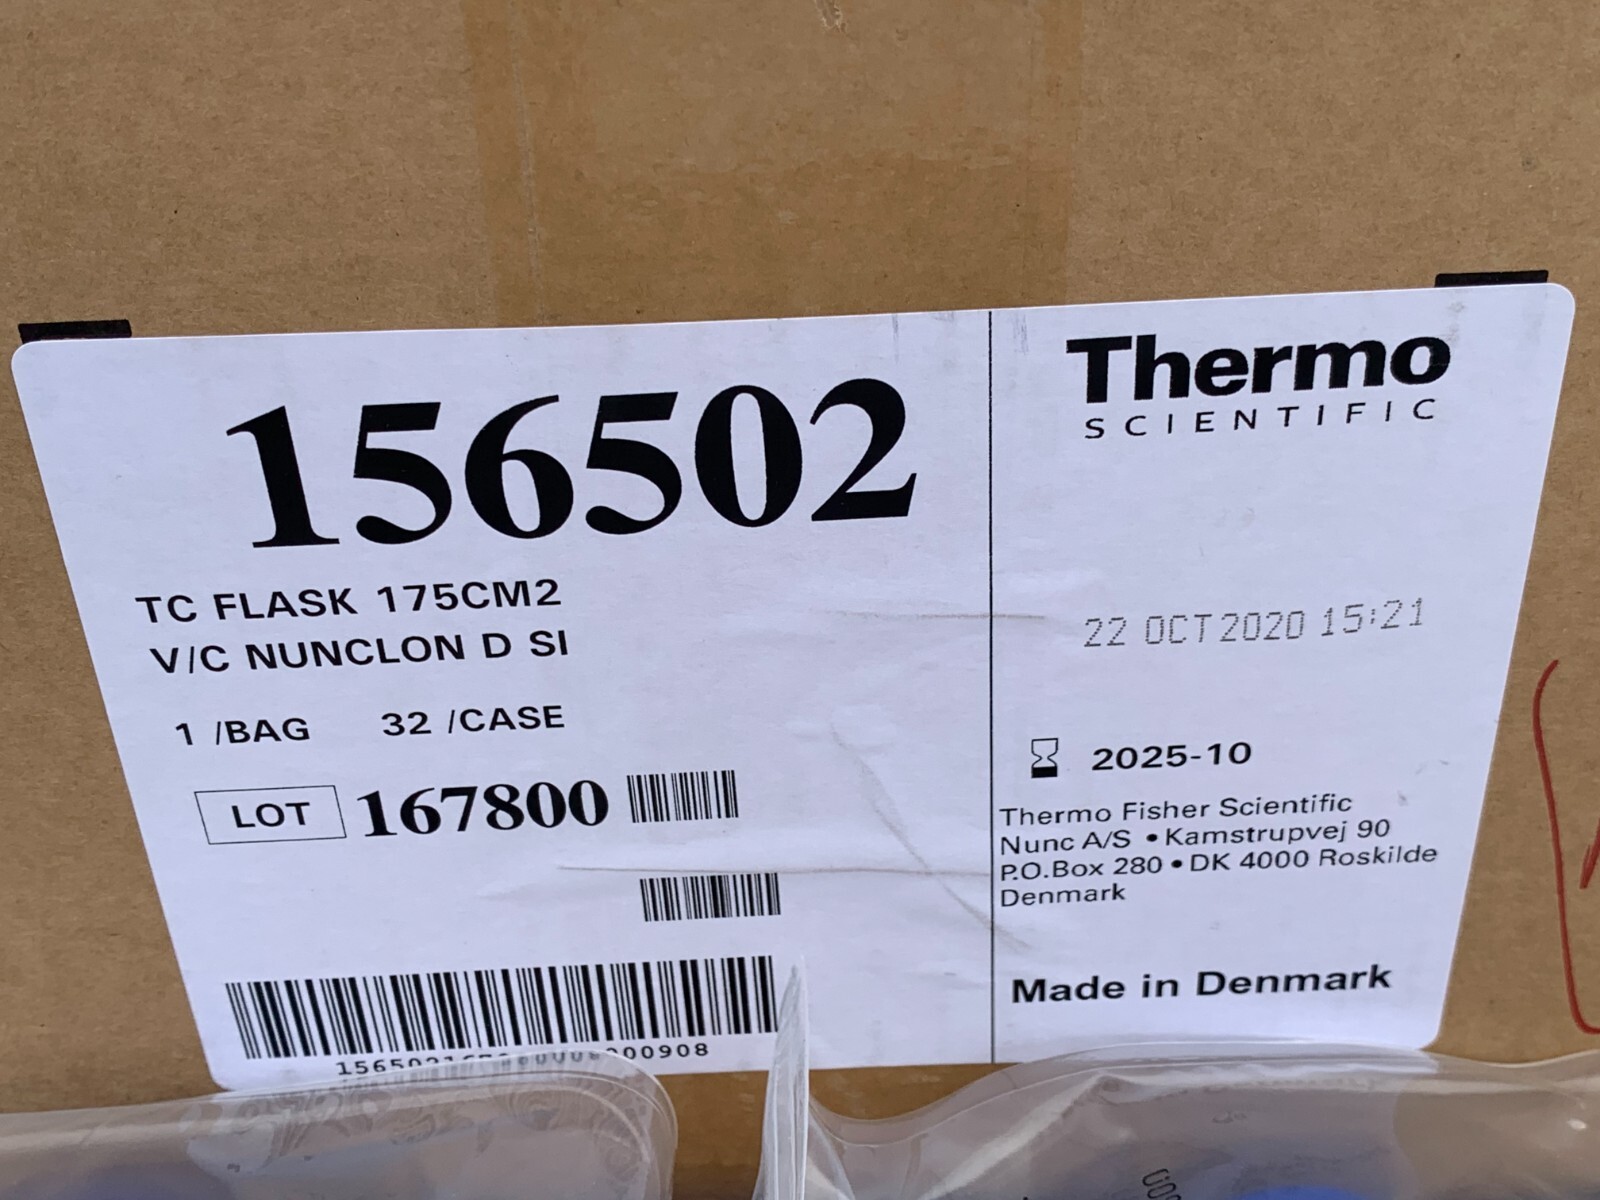 156502
TC FLASK 175CM2
V/C NUNCLON D SI
1 /BAG 32 /CASE
LOT 167800
Thermo
SCIENTIFIC
22 OCT 2020 15:21
2025-10
Thermo Fisher Scientific
Nunc A/S • Kamstrupvej 90
P.O.Box 280 • DK 4000 Roskilde
Denmark
Made in Denmark